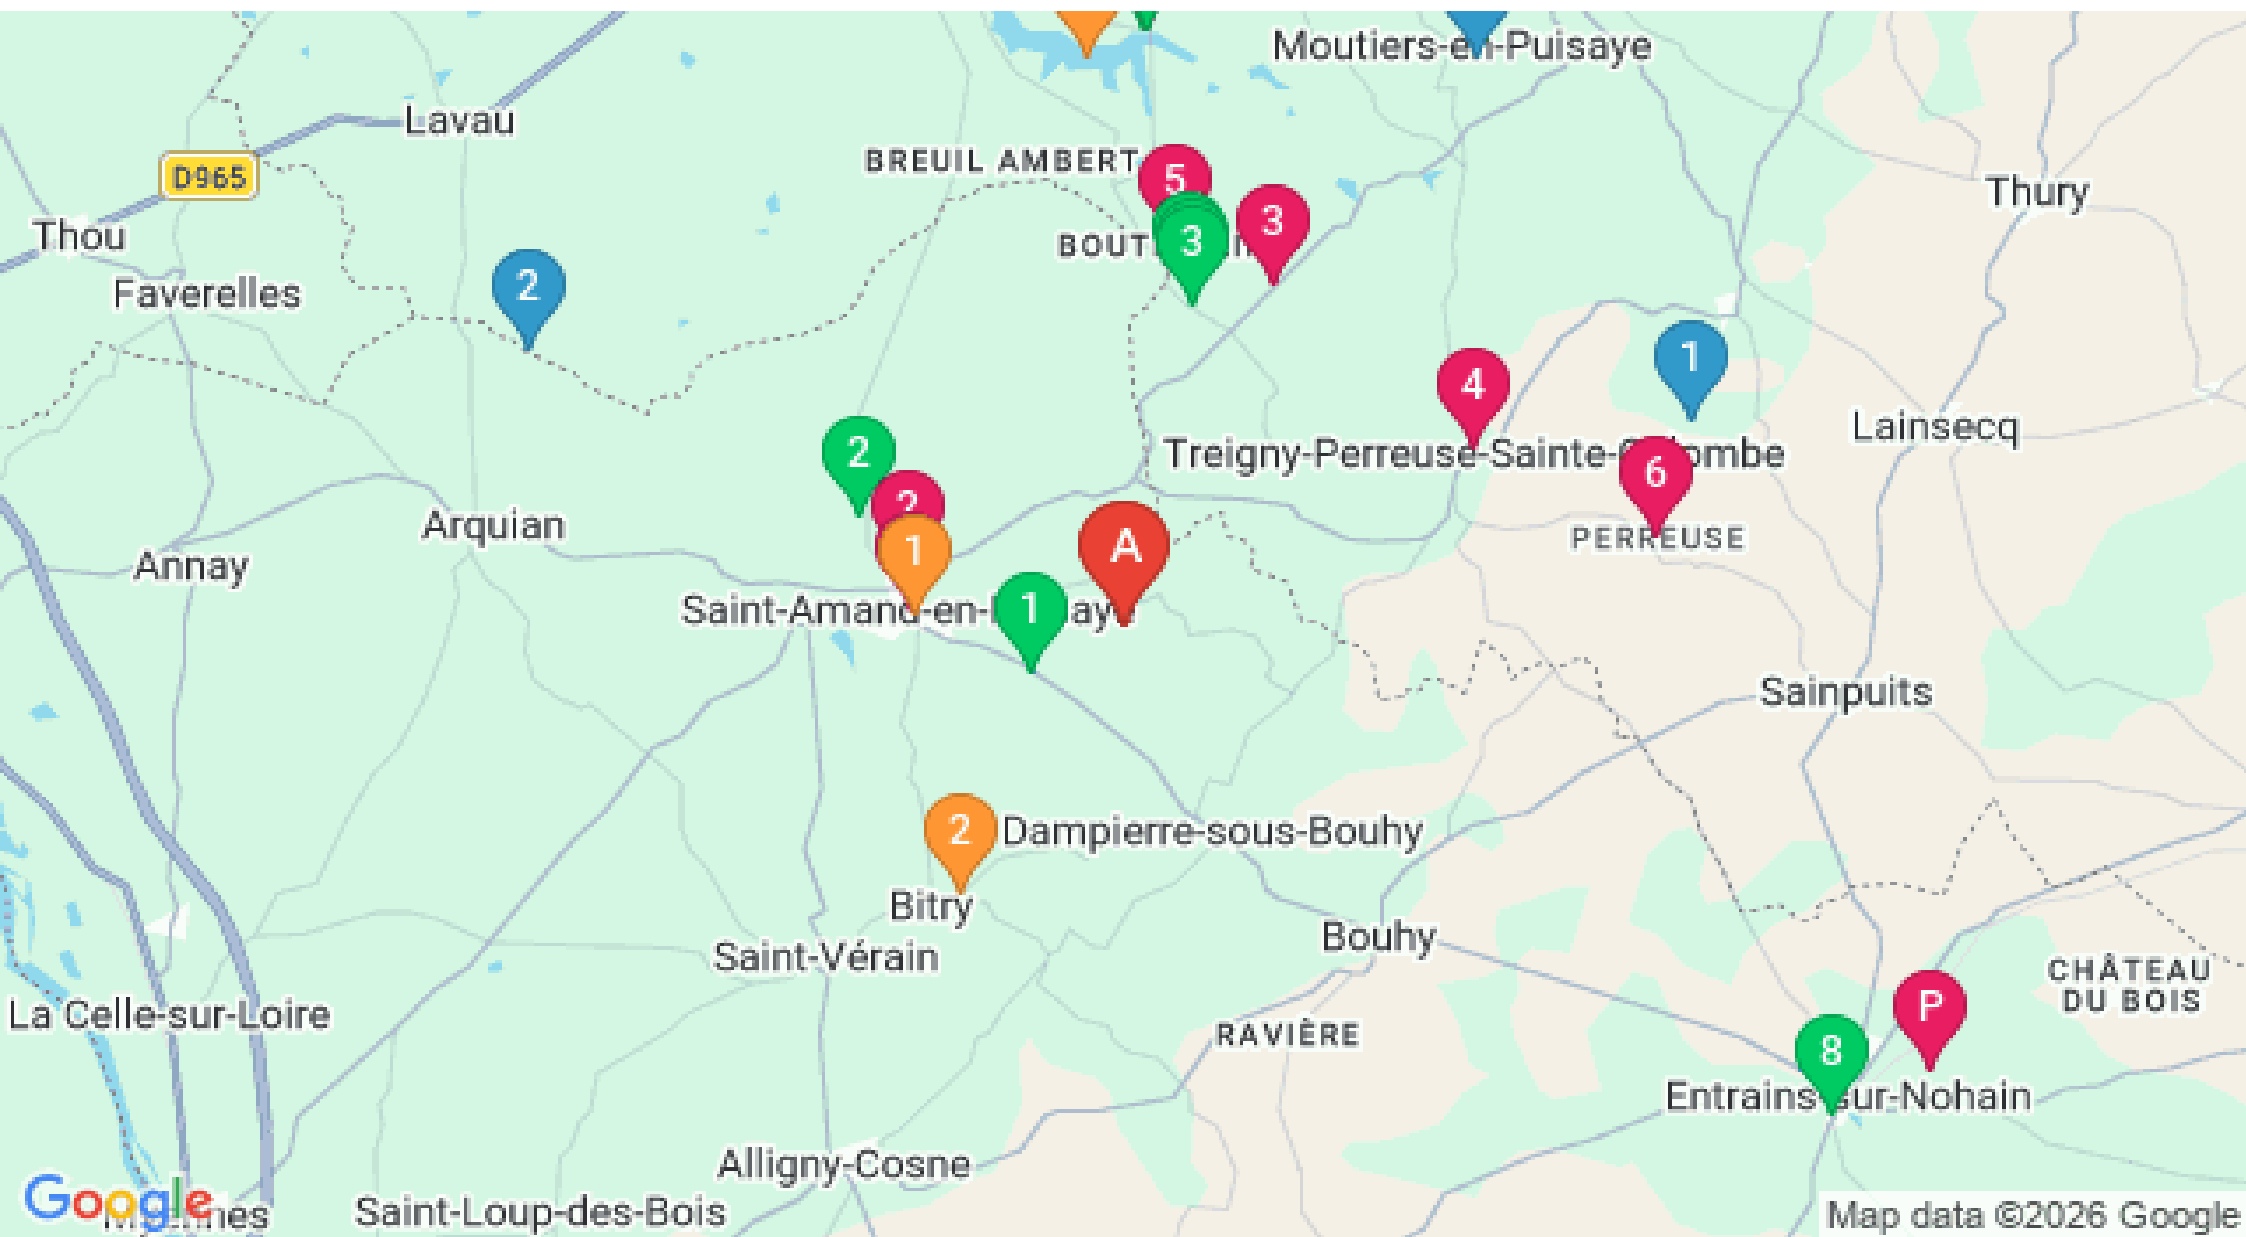 Moutiers-en-Puisaye
Lavau
BREUIL AMBERT
D965
5
Thury
3
Thou
3
BOUT
2
Faverelles
1
4
Lainsecq
2
Treigny-Perreuse-Sainte-
6
2
Arquian
PERREUSE
A
1
Annay
Saint-Amand-en-
1
Sainpuits
2
Dampierre-sous-Bouhy
Bitry
Bouhy
Saint-Vérain
CHÂTEAU
DU BOIS
La Celle-sur-Loire
P
RAVIÈRE
8
Entrains-sur-Nohain
Alligny-Cosne
Google
Saint-Loup-des-Bois
Map data ©2026 Google